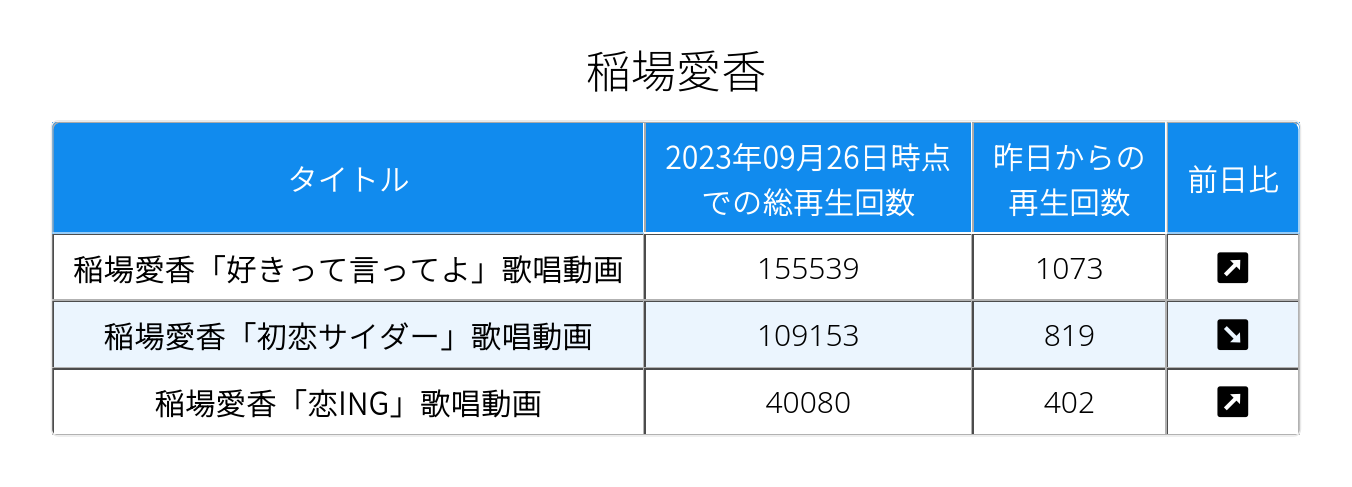 稲場愛香
タイトル
2023年09月26日時点
での総再生回数
昨日からの
再生回数
前日比
稲場愛香「好きって言ってよ」歌唱動画
155539
1073
↗
稲場愛香「初恋サイダー」歌唱動画
109153
819
↘
稲場愛香「恋ING」歌唱動画
40080
402
↗